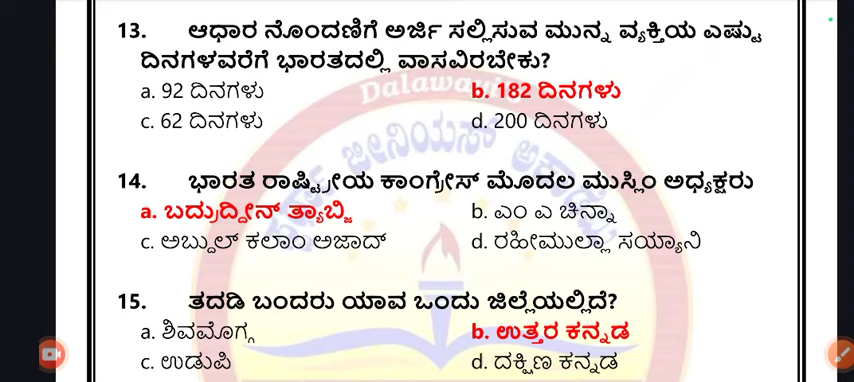 13. ಆಧಾರ ನೊಂದಣಿಗೆ ಅರ್ಜಿ ಸಲ್ಲಿಸುವ ಮುನ್ನ ವ್ಯಕ್ತಿಯ ಎಷ್ಟು
ದಿನಗಳವರೆಗೆ ಭಾರತದಲ್ಲಿ ವಾಸವಿರಬೇಕು?
a. 92 ದಿನಗಳು b. 182 ದಿನಗಳು
c. 62 ದಿನಗಳು d. 200 ದಿನಗಳು
14. ಭಾರತ ರಾಷ್ಟ್ರೀಯ ಕಾಂಗ್ರೇಸ್ ಮೊದಲ ಮುಸ್ಲಿಂ ಅಧ್ಯಕ್ಷರು
a. ಬದ್ರುದ್ದೀನ್ ತ್ಯಾಬ್ಜಿ b. ಎಂ ಎ ಚಿನ್ನಾ
c. ಅಬ್ದುಲ್ ಕಲಾಂ ಅಜಾದ್ d. ರಹೀಮುಲ್ಲಾ ಸಯ್ಯಾನಿ
15. ತದಡಿ ಬಂದರು ಯಾವ ಒಂದು ಜಿಲ್ಲೆಯಲ್ಲಿದೆ?
a. ಶಿವಮೊಗ್ಗ b. ಉತ್ತರ ಕನ್ನಡ
c. ಉಡುಪಿ d. ದಕ್ಷಿಣ ಕನ್ನಡ